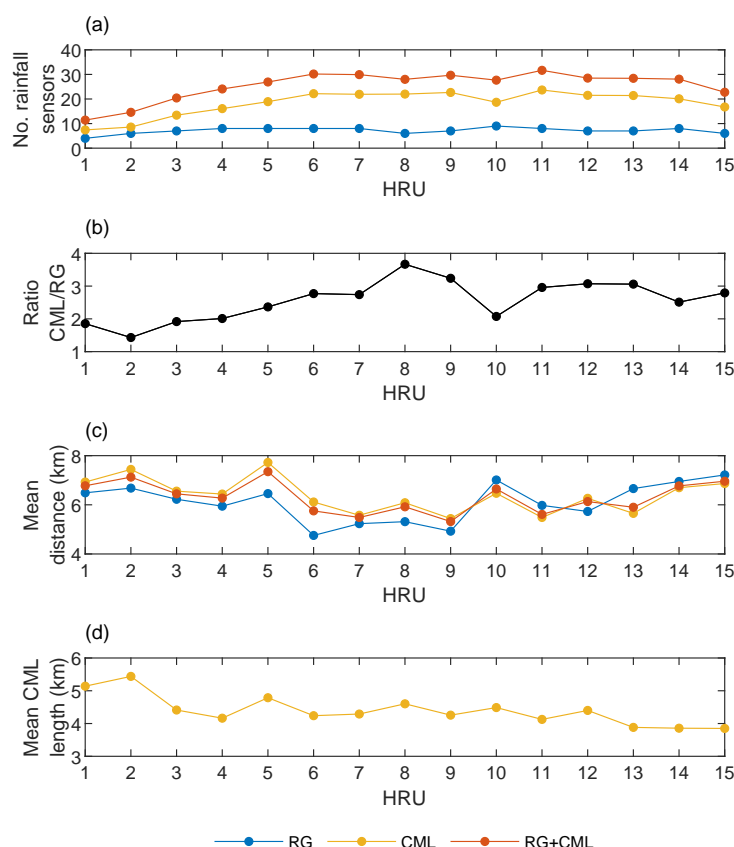 (a)
No. rainfall
sensors
40
30
20
10
0
1 2 3 4 5 6 7 8 9 10 11 12 13 14 15
HRU
(b)
Ratio
CML/RG
4
3
2
1
1 2 3 4 5 6 7 8 9 10 11 12 13 14 15
HRU
(c)
Mean
distance (km)
8
6
4
1 2 3 4 5 6 7 8 9 10 11 12 13 14 15
HRU
(d)
Mean CML
length (km)
6
5
4
3
1 2 3 4 5 6 7 8 9 10 11 12 13 14 15
HRU
RG CML RG+CML